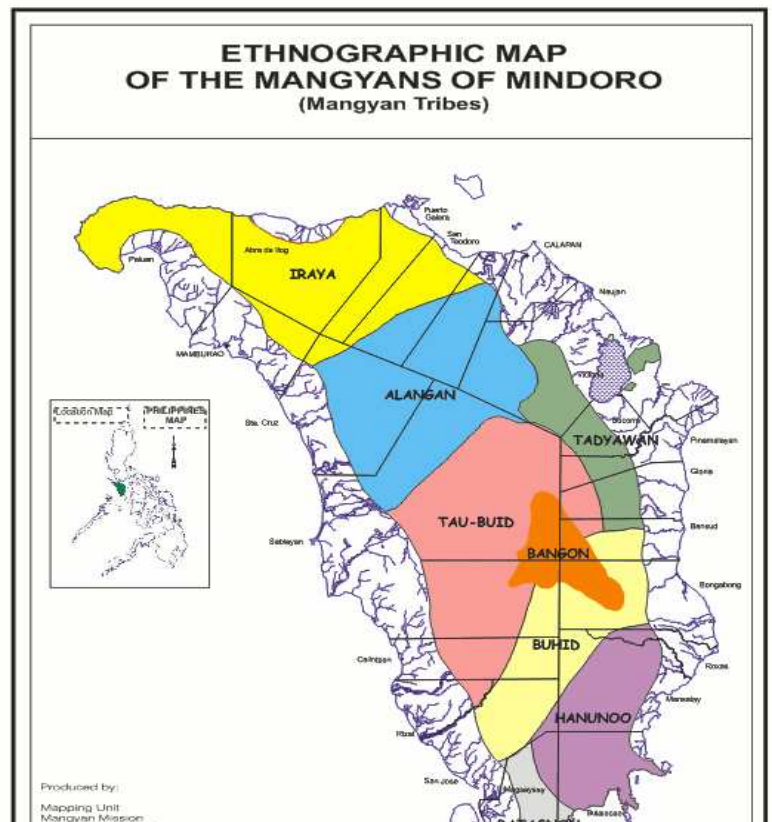 ETHNOGRAPHIC MAP
OF THE MANGYANS OF MINDORO
(Mangyan Tribes)
Puerto
Galera
San
Teodoro
CALAPAN
Abra de Ilog
Paluan
IRAYA
Naujan
MAMBURAO
Victoria
ALANGAN
Location Map
PHILIPPINES
MAP
Sta. Cruz
Socorro
TADYAWAN
Pinamalayan
Gloria
TAU-BUID
Bansud
Sablayan
BANGON
Bongabong
BUHID
Calintaan
Roxas
Mansalay
HANUNOO
Rizal
San Jose
Magsaysay
Produced by:
Mapping Unit
Mangyan Mission